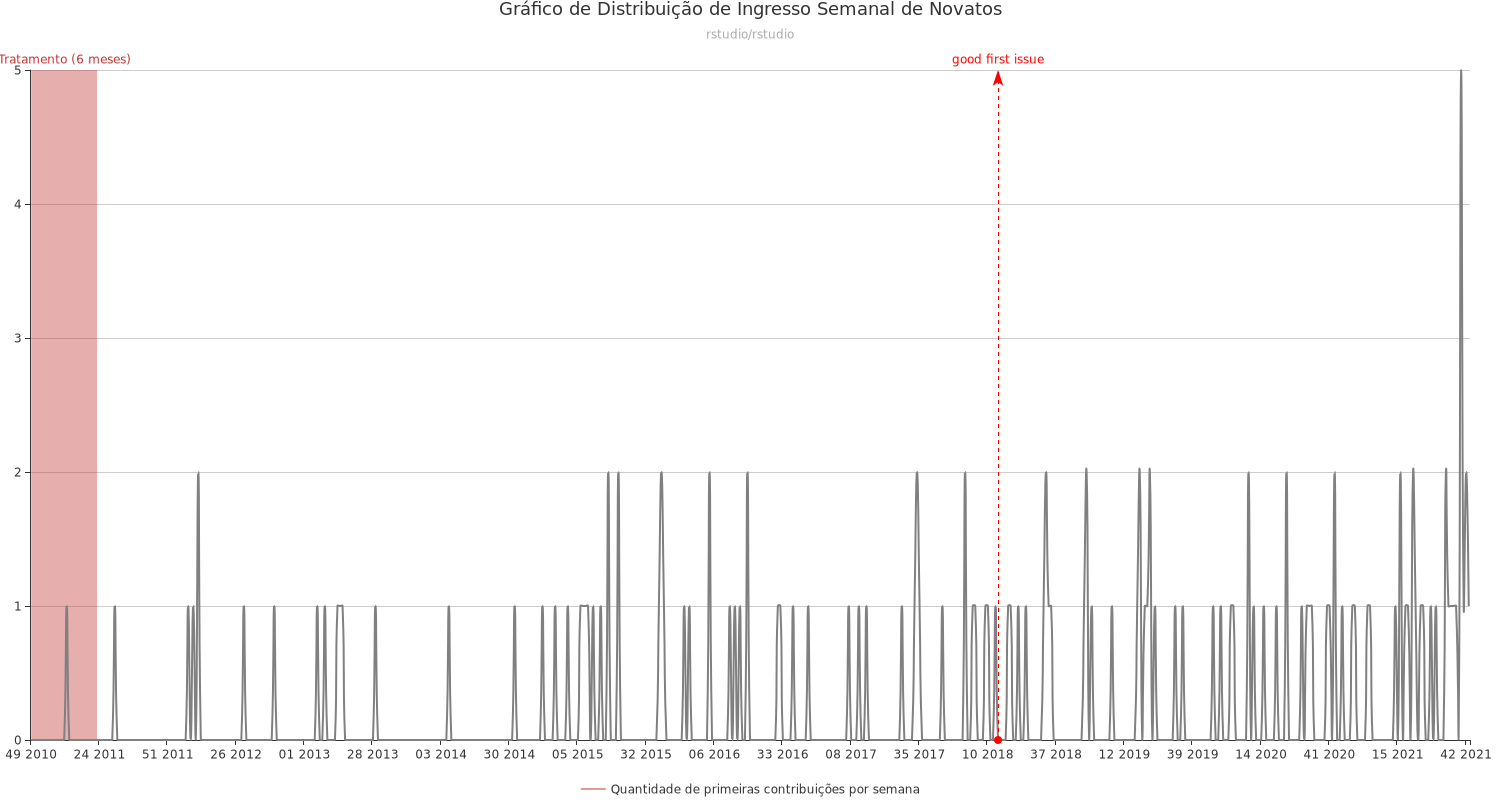 Gráfico de Distribuição de Ingresso Semanal de Novatos
rstudio/rstudio
Tratamento (6 meses)
good first issue
5
4
3
2
1
0
49 2010 24 2011 51 2011 26 2012 01 2013 28 2013 03 2014 30 2014 05 2015 32 2015 06 2016 33 2016 08 2017 35 2017 10 2018 37 2018 12 2019 39 2019 14 2020 41 2020 15 2021 42 2021
Quantidade de primeiras contribuições por semana